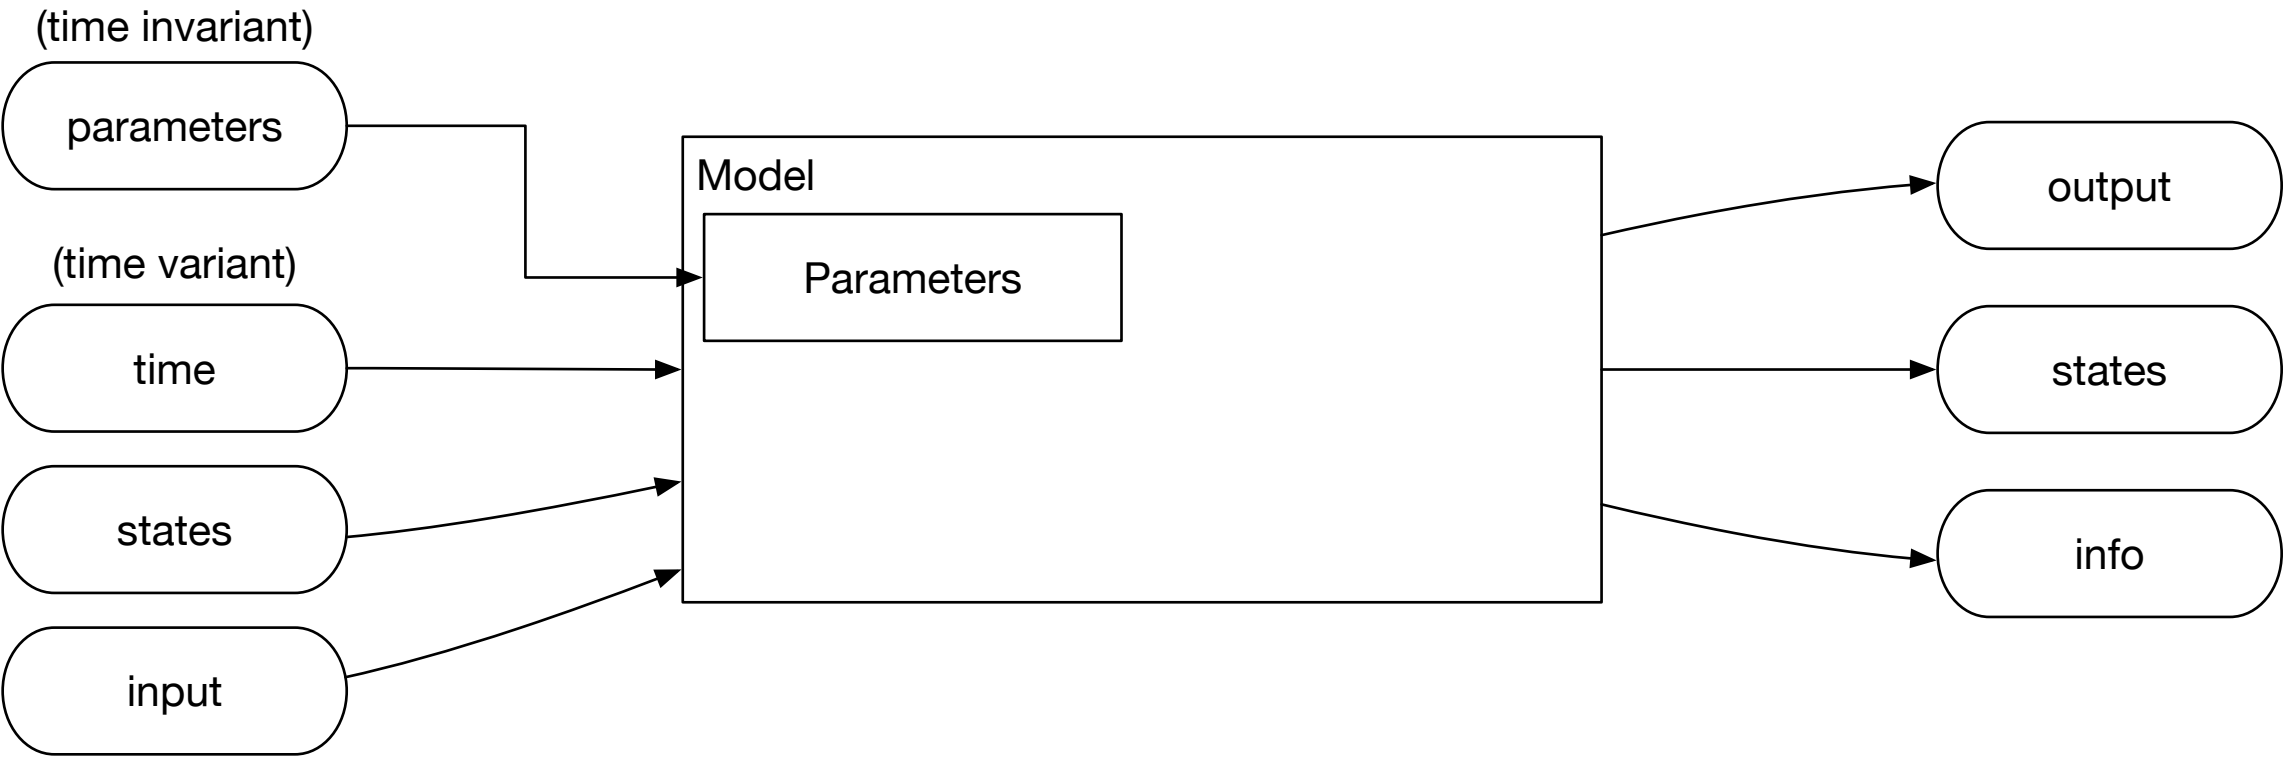 (time invariant)
parameters
(time variant)
time
states
input
Model
Parameters
output
states
info